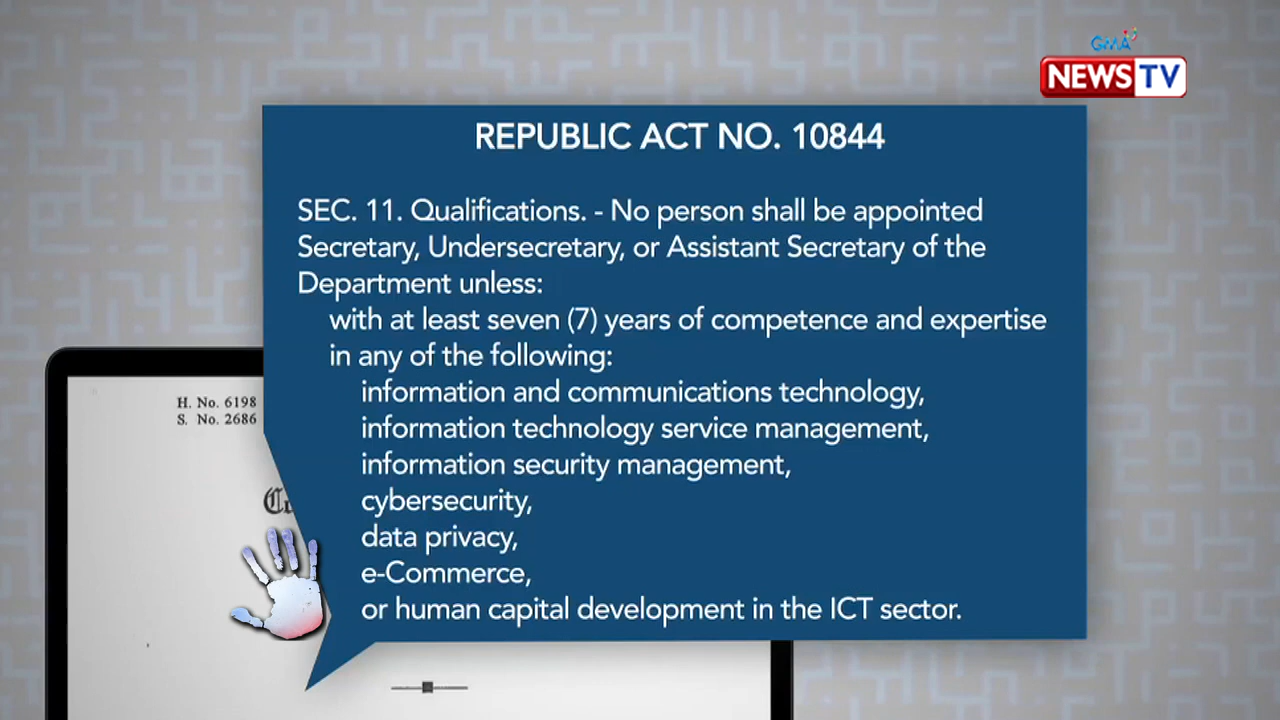 GMA
NEWS TV
REPUBLIC ACT NO. 10844
SEC. 11. Qualifications. - No person shall be appointed
Secretary, Undersecretary, or Assistant Secretary of the
Department unless:
with at least seven (7) years of competence and expertise
in any of the following:
information and communications technology,
information technology service management,
information security management,
cybersecurity,
data privacy,
e-Commerce,
or human capital development in the ICT sector.
H. No. 6198
S. No. 2686